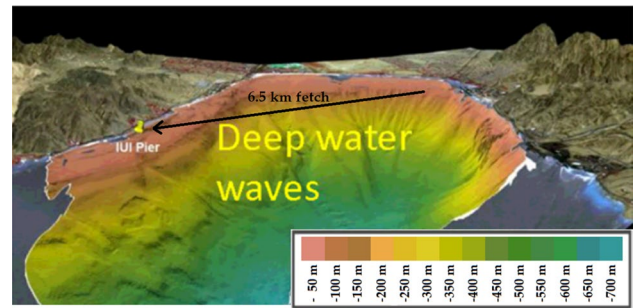 6.5 km fetch
IUI Pier
Deep water
waves
- 50 m
-100 m
-150 m
-200 m
-250 m
-300 m
-350 m
-400 m
-450 m
-500 m
-550 m
-600 m
-650 m
-700 m